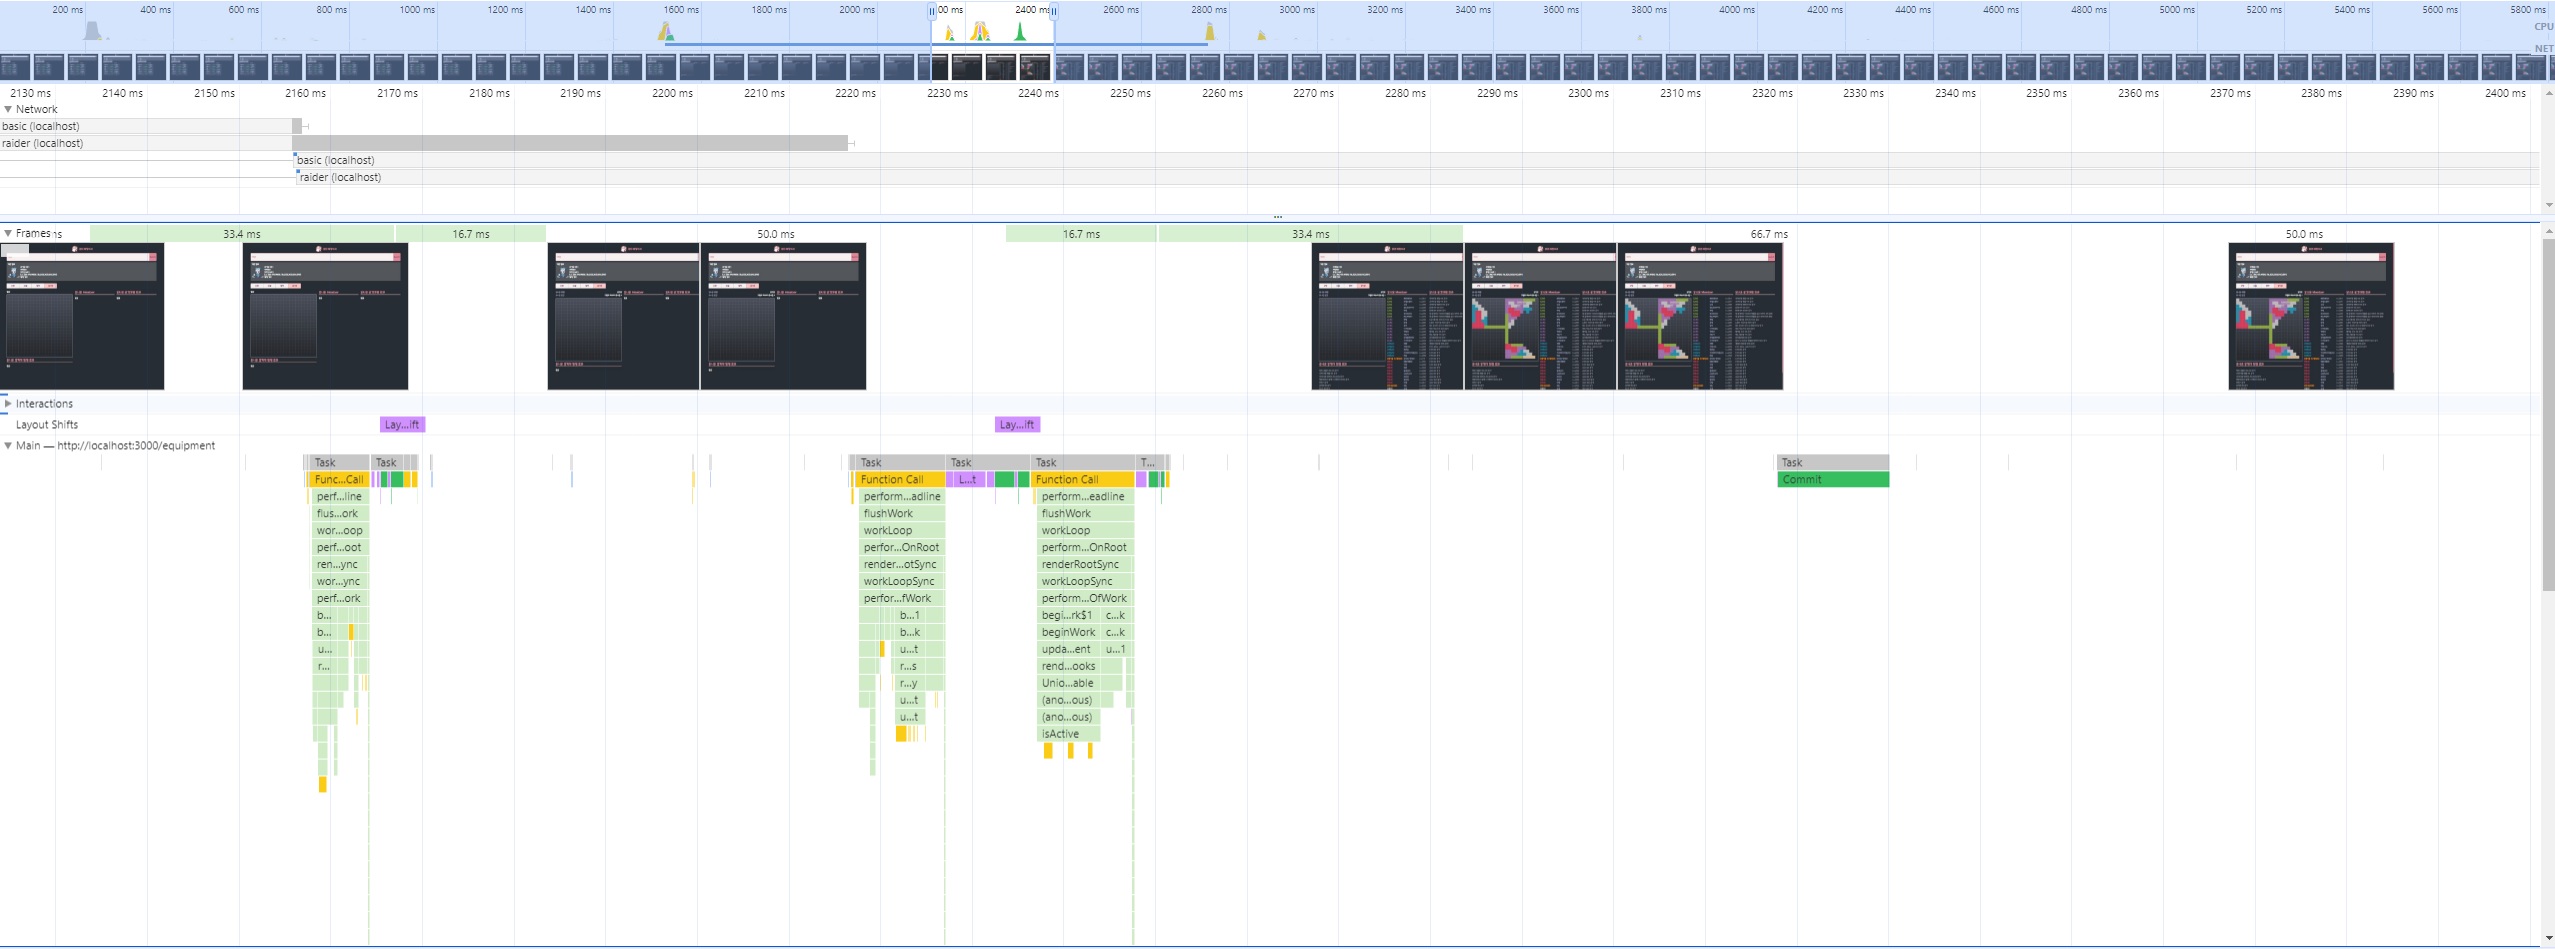 200 ms 400 ms 600 ms 800 ms 1000 ms 1200 ms 1400 ms 1600 ms 1800 ms 2000 ms 00 ms 2400 ms 2600 ms 2800 ms 3000 ms 3200 ms 3400 ms 3600 ms 3800 ms 4000 ms 4200 ms 4400 ms 4600 ms 4800 ms 5000 ms 5200 ms 5400 ms 5600 ms 5800 ms
CPU
NET
2130 ms 2140 ms 2150 ms 2160 ms 2170 ms 2180 ms 2190 ms 2200 ms 2210 ms 2220 ms 2230 ms 2240 ms 2250 ms 2260 ms 2270 ms 2280 ms 2290 ms 2300 ms 2310 ms 2320 ms 2330 ms 2340 ms 2350 ms 2360 ms 2370 ms 2380 ms 2390 ms 2400 ms
Network
basic (localhost)
raider (localhost)
basic (localhost)
raider (localhost)
...
Frames 33.4 ms 16.7 ms 50.0 ms 16.7 ms 33.4 ms 66.7 ms 50.0 ms
Interactions
Layout Shifts Lay...ift Lay...ift
Main — http://localhost:3000/equipment
Task Task Task Task Task T... Task
Func...Call Function Call L...t Function Call Commit
perf...line perform...adline perform...eadline
flus...ork flushWork flushWork
wor...oop workLoop workLoop
perf...oot perfor...OnRoot perform...OnRoot
ren...ync render...otSync renderRootSync
wor...ync workLoopSync workLoopSync
perf...ork perfor...fWork perform...OfWork
b... b...1 begi...rk$1 c...k
b... b...k beginWork c...k
u... u...t upda...ent u...1
r... r...s rend...ooks
r...y Unio...able
u...t (ano...ous)
u...t (ano...ous)
isActive